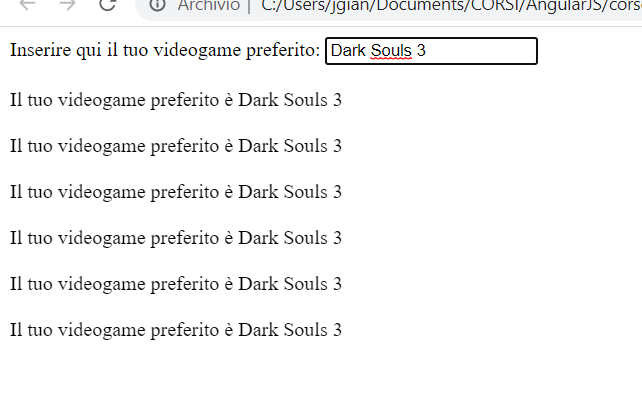 Archivio | C:/Users/jgian/Documents/CORSI/AngularJS/cors
Inserire qui il tuo videogame preferito: Dark Souls 3
Il tuo videogame preferito è Dark Souls 3
Il tuo videogame preferito è Dark Souls 3
Il tuo videogame preferito è Dark Souls 3
Il tuo videogame preferito è Dark Souls 3
Il tuo videogame preferito è Dark Souls 3
Il tuo videogame preferito è Dark Souls 3